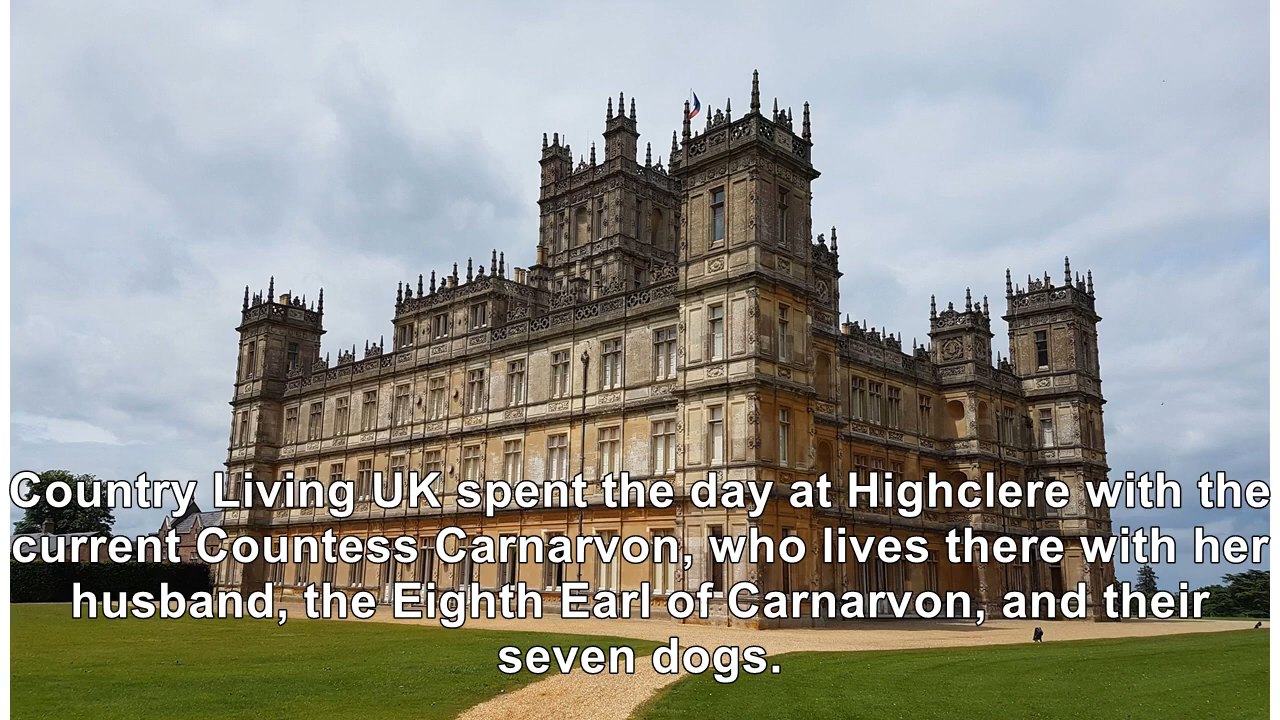 Country Living UK spent the day at Highclere with the
current Countess Carnarvon, who lives there with her
husband, the Eighth Earl of Carnarvon, and their
seven dogs.